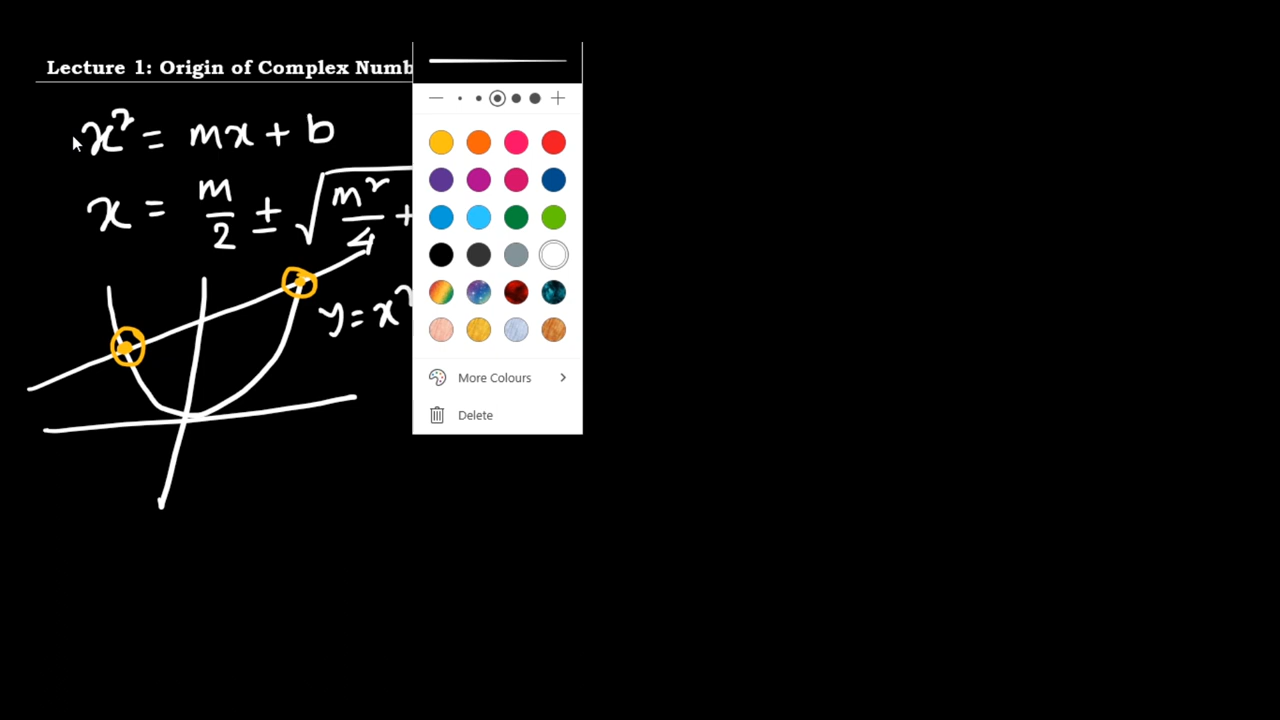 Lecture 1: Origin of Complex Numb
x² = mx + b
x = m/2 ± √m²/4 +
y = x²
More Colours
Delete